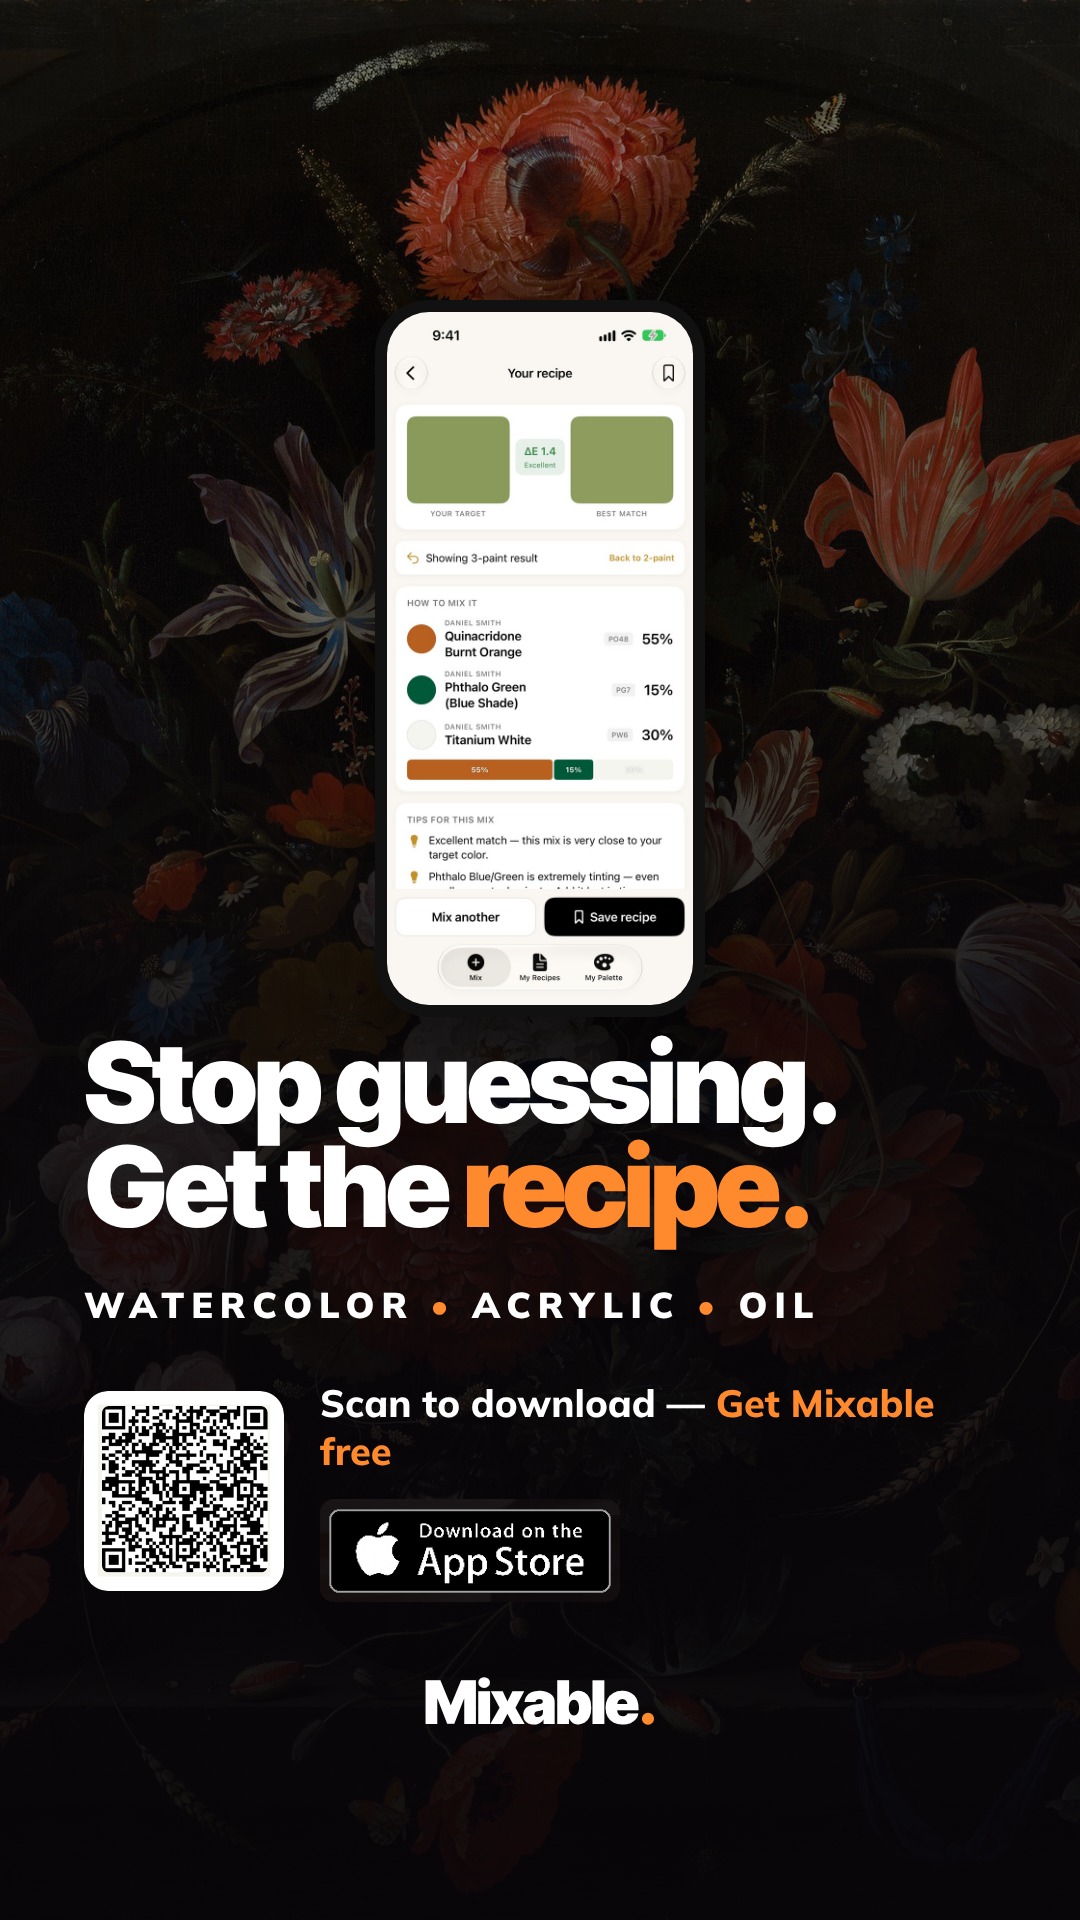 9:41
Your recipe
ΔE 1.4
Excellent
YOUR TARGET
BEST MATCH
Showing 3-paint result
Back to 2-paint
HOW TO MIX IT
DANIEL SMITH
Quinacridone
Burnt Orange
PO48
55%
DANIEL SMITH
Phthalo Green
(Blue Shade)
PG7
15%
DANIEL SMITH
Titanium White
PW6
30%
55%
15%
30%
TIPS FOR THIS MIX
Excellent match — this mix is very close to your
target color.
Phthalo Blue/Green is extremely tinting — even
Mix another
Save recipe
Mix
My Recipes
My Palette
Stop guessing.
Get the recipe.
WATERCOLOR • ACRYLIC • OIL
Scan to download — Get Mixable
free
Download on the
App Store
Mixable.